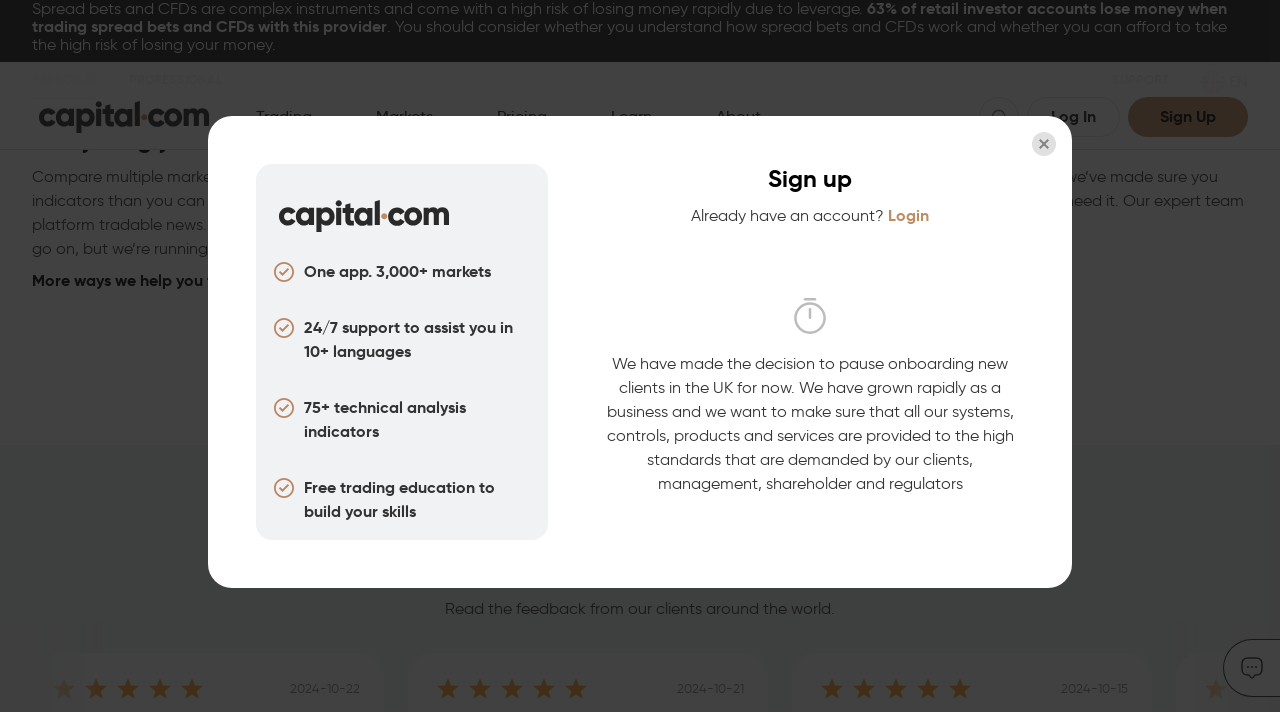 Spread bets and CFDs are complex instruments and come with a high risk of losing money rapidly due to leverage. 63% of retail investor accounts lose money when
trading spread bets and CFDs with this provider. You should consider whether you understand how spread bets and CFDs work and whether you can afford to take
the high risk of losing your money.
EN
capital.com
Trading
Markets
Pricing
Learn
About
Log In
Sign Up
Compare multiple marke
we've made sure you
indicators than you can
need it. Our expert team
platform tradable news.
go on, but we're running
More ways we help you
capital.com
One app. 3,000+ markets
24/7 support to assist you in
10+ languages
75+ technical analysis
indicators
Free trading education to
build your skills
Sign up
Already have an account? Login
We have made the decision to pause onboarding new
clients in the UK for now. We have grown rapidly as a
business and we want to make sure that all our systems,
controls, products and services are provided to the high
standards that are demanded by our clients,
management, shareholder and regulators
Read the feedback from our clients around the world.
2024-10-22
2024-10-21
2024-10-15